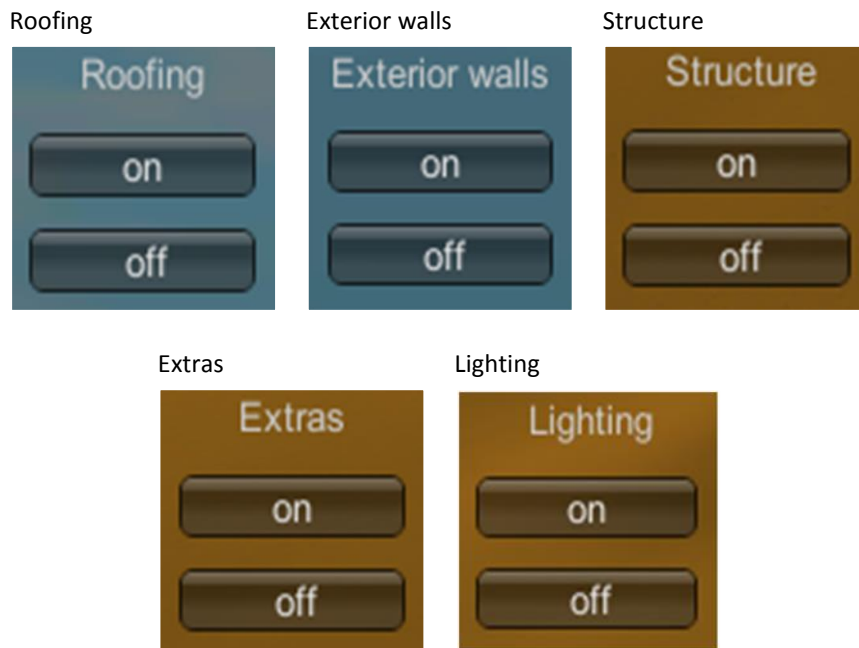 Roofing
Exterior walls
Structure
Roofing
on
off
Exterior walls
on
off
Structure
on
off
Extras
Lighting
Extras
on
off
Lighting
on
off